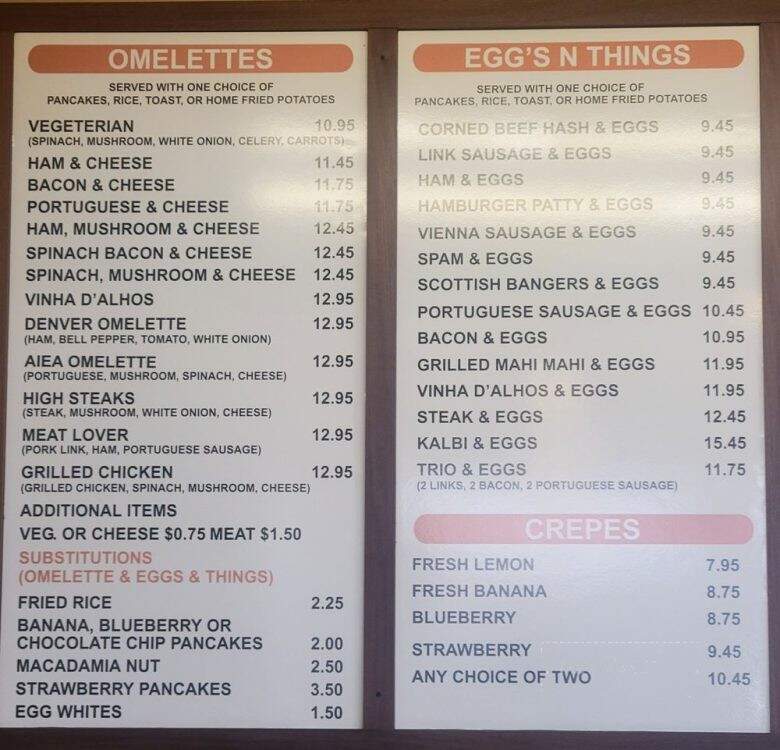 OMELETTES
SERVED WITH ONE CHOICE OF
PANCAKES, RICE, TOAST, OR HOME FRIED POTATOES
VEGETERIAN 10.95
(SPINACH, MUSHROOM, WHITE ONION, CELERY, CARROTS)
HAM & CHEESE 11.45
BACON & CHEESE 11.75
PORTUGUESE & CHEESE 11.75
HAM, MUSHROOM & CHEESE 12.45
SPINACH BACON & CHEESE 12.45
SPINACH, MUSHROOM & CHEESE 12.45
VINHA D'ALHOS 12.95
DENVER OMELETTE 12.95
(HAM, BELL PEPPER, TOMATO, WHITE ONION)
AIEA OMELETTE 12.95
(PORTUGUESE, MUSHROOM, SPINACH, CHEESE)
HIGH STEAKS 12.95
(STEAK, MUSHROOM, WHITE ONION, CHEESE)
MEAT LOVER 12.95
(PORK LINK, HAM, PORTUGUESE SAUSAGE)
GRILLED CHICKEN 12.95
(GRILLED CHICKEN, SPINACH, MUSHROOM, CHEESE)
ADDITIONAL ITEMS
VEG. OR CHEESE $0.75 MEAT $1.50
SUBSTITUTIONS
(OMELETTE & EGGS & THINGS)
FRIED RICE 2.25
BANANA, BLUEBERRY OR
CHOCOLATE CHIP PANCAKES 2.00
MACADAMIA NUT 2.50
STRAWBERRY PANCAKES 3.50
EGG WHITES 1.50
EGG'S N THINGS
SERVED WITH ONE CHOICE OF
PANCAKES, RICE, TOAST, OR HOME FRIED POTATOES
CORNED BEEF HASH & EGGS 9.45
LINK SAUSAGE & EGGS 9.45
HAM & EGGS 9.45
HAMBURGER PATTY & EGGS 9.45
VIENNA SAUSAGE & EGGS 9.45
SPAM & EGGS 9.45
SCOTTISH BANGERS & EGGS 9.45
PORTUGUESE SAUSAGE & EGGS 10.45
BACON & EGGS 10.95
GRILLED MAHI MAHI & EGGS 11.95
VINHA D'ALHOS & EGGS 11.95
STEAK & EGGS 12.45
KALBI & EGGS 15.45
TRIO & EGGS 11.75
(2 LINKS, 2 BACON, 2 PORTUGUESE SAUSAGE)
CREPES
FRESH LEMON 7.95
FRESH BANANA 8.75
BLUEBERRY 8.75
STRAWBERRY 9.45
ANY CHOICE OF TWO 10.45